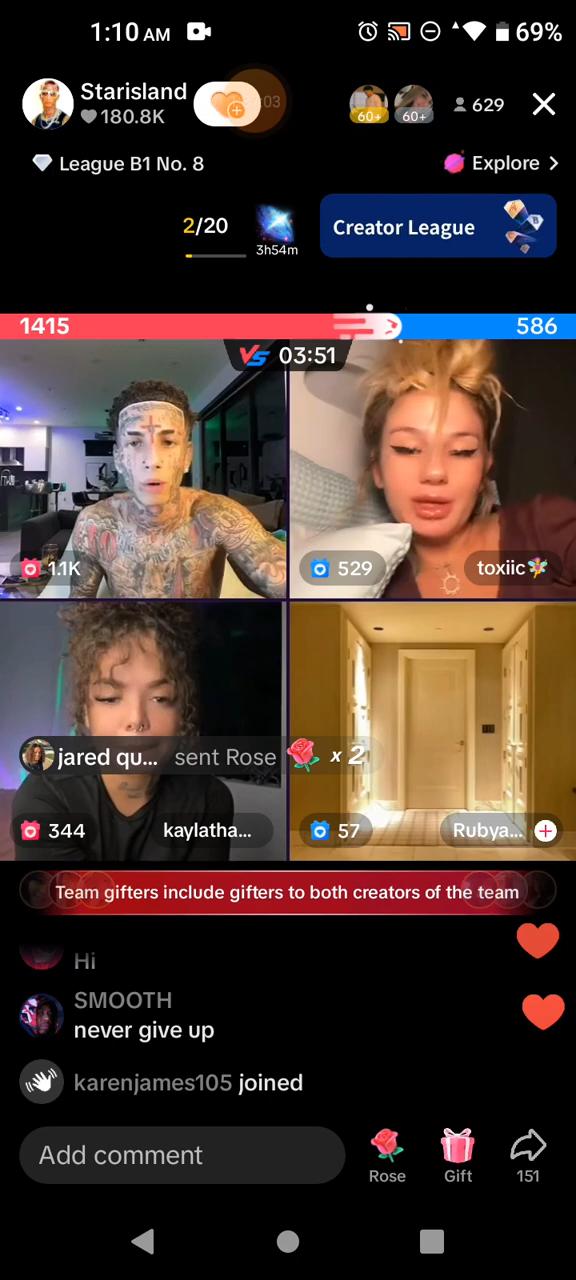 1:10 AM
69%
Starisland
180.8K
03
60+
60+
629
League B1 No. 8
Explore
2/20
3h54m
Creator League
1415
586
VS 03:51
1.1K
529
toxiic
jared qu... sent Rose x 2
344
kaylatha...
57
Rubya...
Team gifters include gifters to both creators of the team
Hi
SMOOTH
never give up
karenjames105 joined
Add comment
Rose
Gift
151